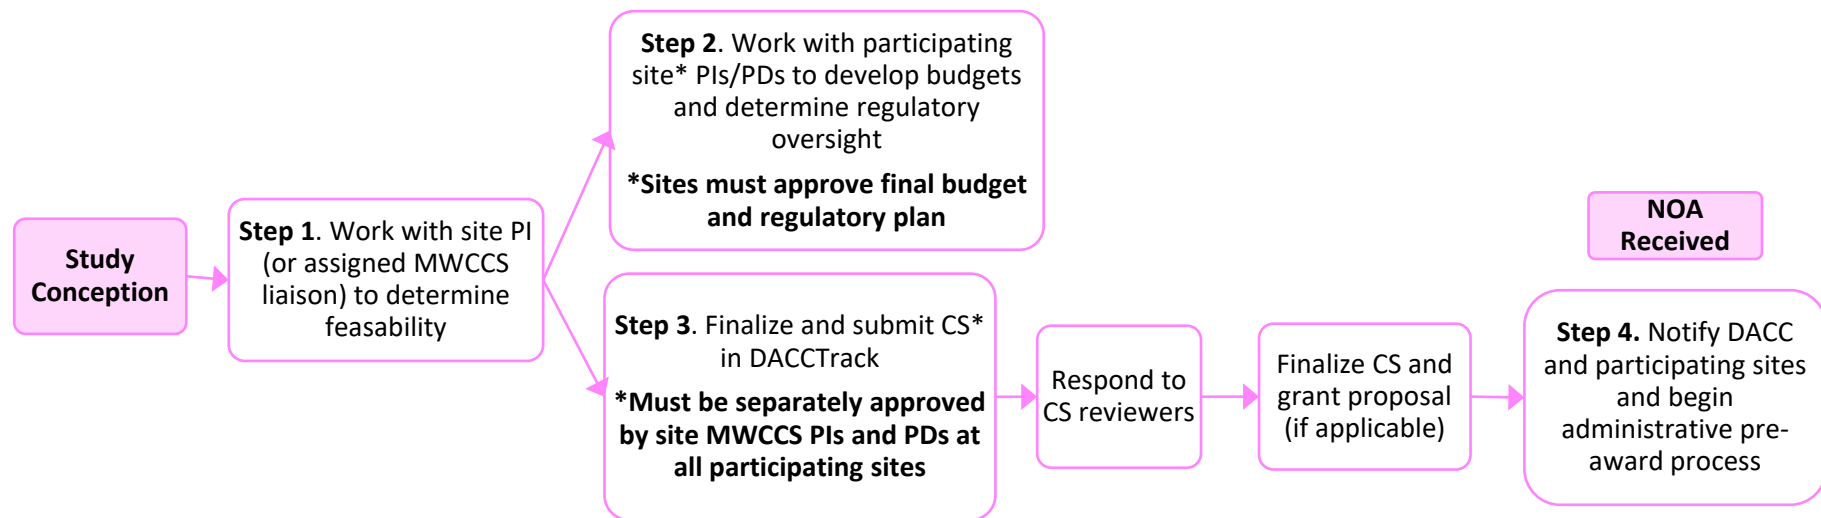 Study
Conception
Step 1. Work with site PI
(or assigned MWCCS
liaison) to determine
feasability
Step 2. Work with participating
site* PIs/PDs to develop budgets
and determine regulatory
oversight
*Sites must approve final budget
and regulatory plan
Step 3. Finalize and submit CS*
in DACCTrack
*Must be separately approved
by site MWCCS PIs and PDs at
all participating sites
Respond to
CS reviewers
Finalize CS and
grant proposal
(if applicable)
NOA
Received
Step 4. Notify DACC
and participating sites
and begin
administrative pre-
award process